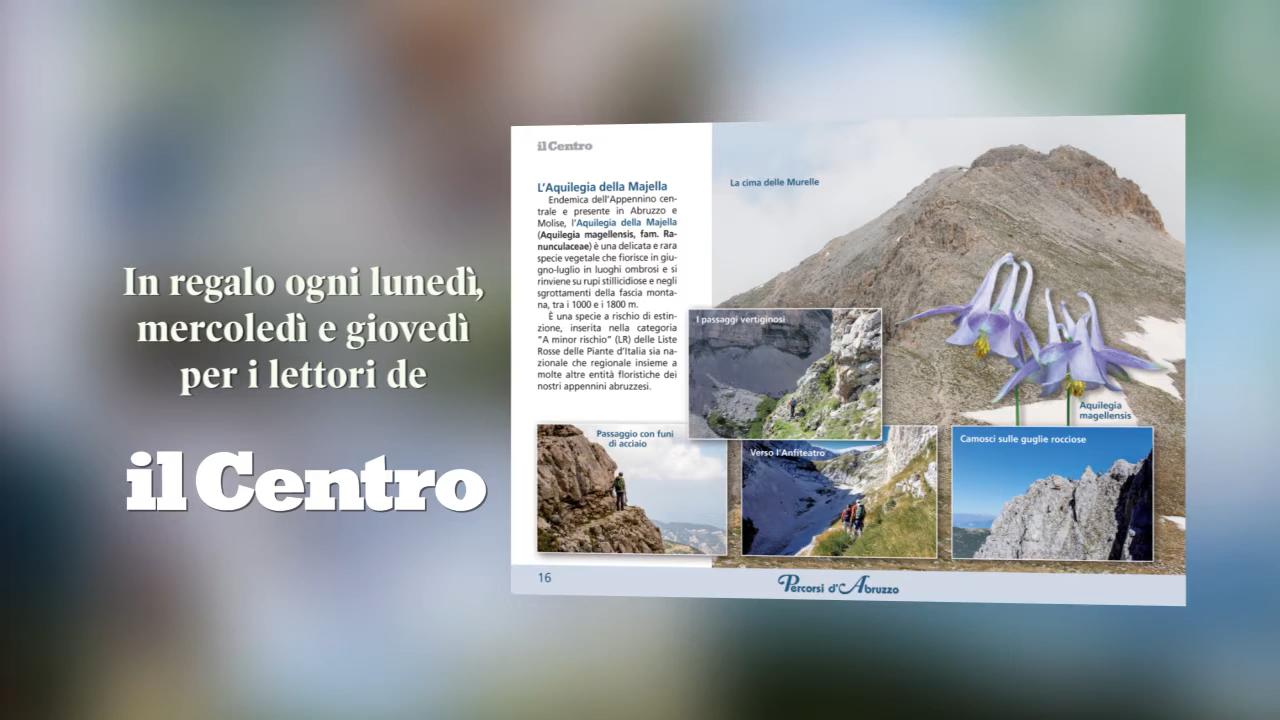 In regalo ogni lunedì,
mercoledì e giovedì
per i lettori de
il Centro
il Centro
L'Aquilegia della Majella
Endemica dell'Appennino cen-
trale e presente in Abruzzo e
Molise, l'Aquilegia della Majella
(Aquilegia magellensis, fam. Ra-
nunculaceae) è una delicata e rara
specie vegetale che fiorisce in giu-
gno-luglio in luoghi ombrosi e si
rinviene su rupi stillicidiose e negli
sgrottamenti della fascia monta-
na, tra i 1000 e i 1800 m.
È una specie a rischio di estin-
zione, inserita nella categoria
"A minor rischio" (LR) delle Liste
Rosse delle Piante d'Italia sia na-
zionale che regionale insieme a
molte altre entità floristiche dei
nostri appennini abruzzesi.
La cima delle Murelle
I passaggi vertiginosi
Aquilegia
magellensis
Passaggio con funi
di acciaio
Verso l'Anfiteatro
Camosci sulle guglie rocciose
16
Percorsi d'Abruzzo